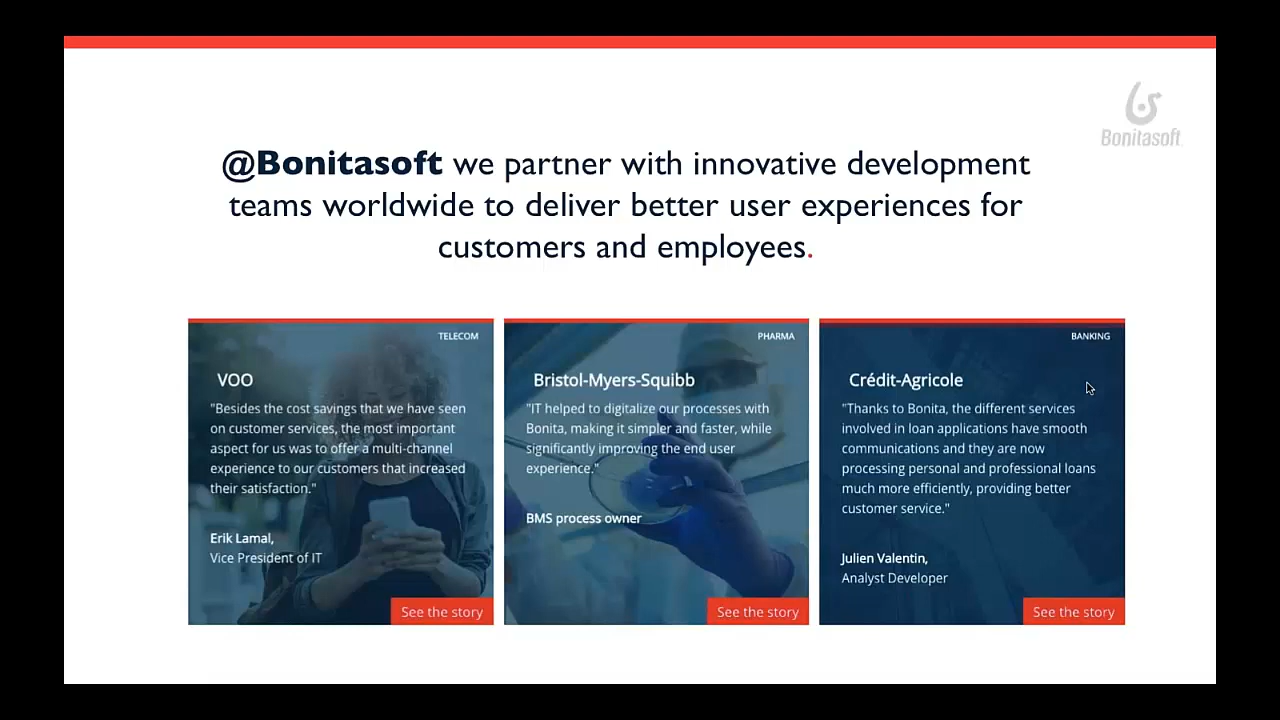 Bonitasoft
@Bonitasoft we partner with innovative development
teams worldwide to deliver better user experiences for
customers and employees.
TELECOM
VOO
"Besides the cost savings that we have seen
on customer services, the most important
aspect for us was to offer a multi-channel
experience to our customers that increased
their satisfaction."
Erik Lamal,
Vice President of IT
See the story
PHARMA
Bristol-Myers-Squibb
"IT helped to digitalize our processes with
Bonita, making it simpler and faster, while
significantly improving the end user
experience."
BMS process owner
See the story
BANKING
Crédit-Agricole
"Thanks to Bonita, the different services
involved in loan applications have smooth
communications and they are now
processing personal and professional loans
much more efficiently, providing better
customer service."
Julien Valentin,
Analyst Developer
See the story